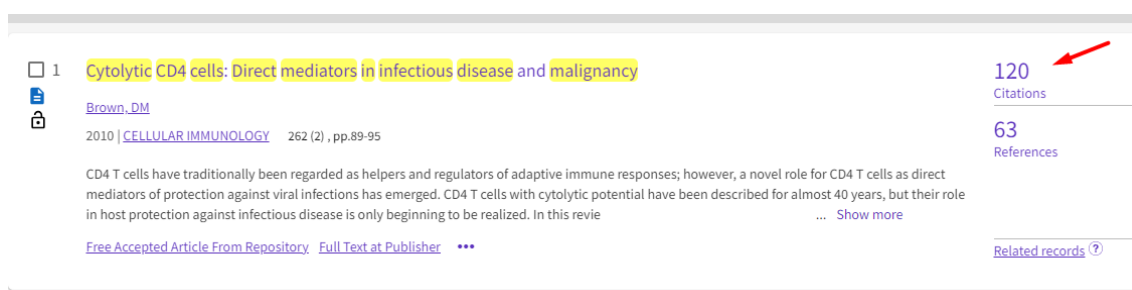 1 Cytolytic CD4 cells: Direct mediators in infectious disease and malignancy
Brown, DM
2010 | CELLULAR IMMUNOLOGY 262 (2) , pp.89-95
CD4 T cells have traditionally been regarded as helpers and regulators of adaptive immune responses; however, a novel role for CD4 T cells as direct
mediators of protection against viral infections has emerged. CD4 T cells with cytolytic potential have been described for almost 40 years, but their role
in host protection against infectious disease is only beginning to be realized. In this revie ... Show more
Free Accepted Article From Repository Full Text at Publisher •••
120
Citations
63
References
Related records ?